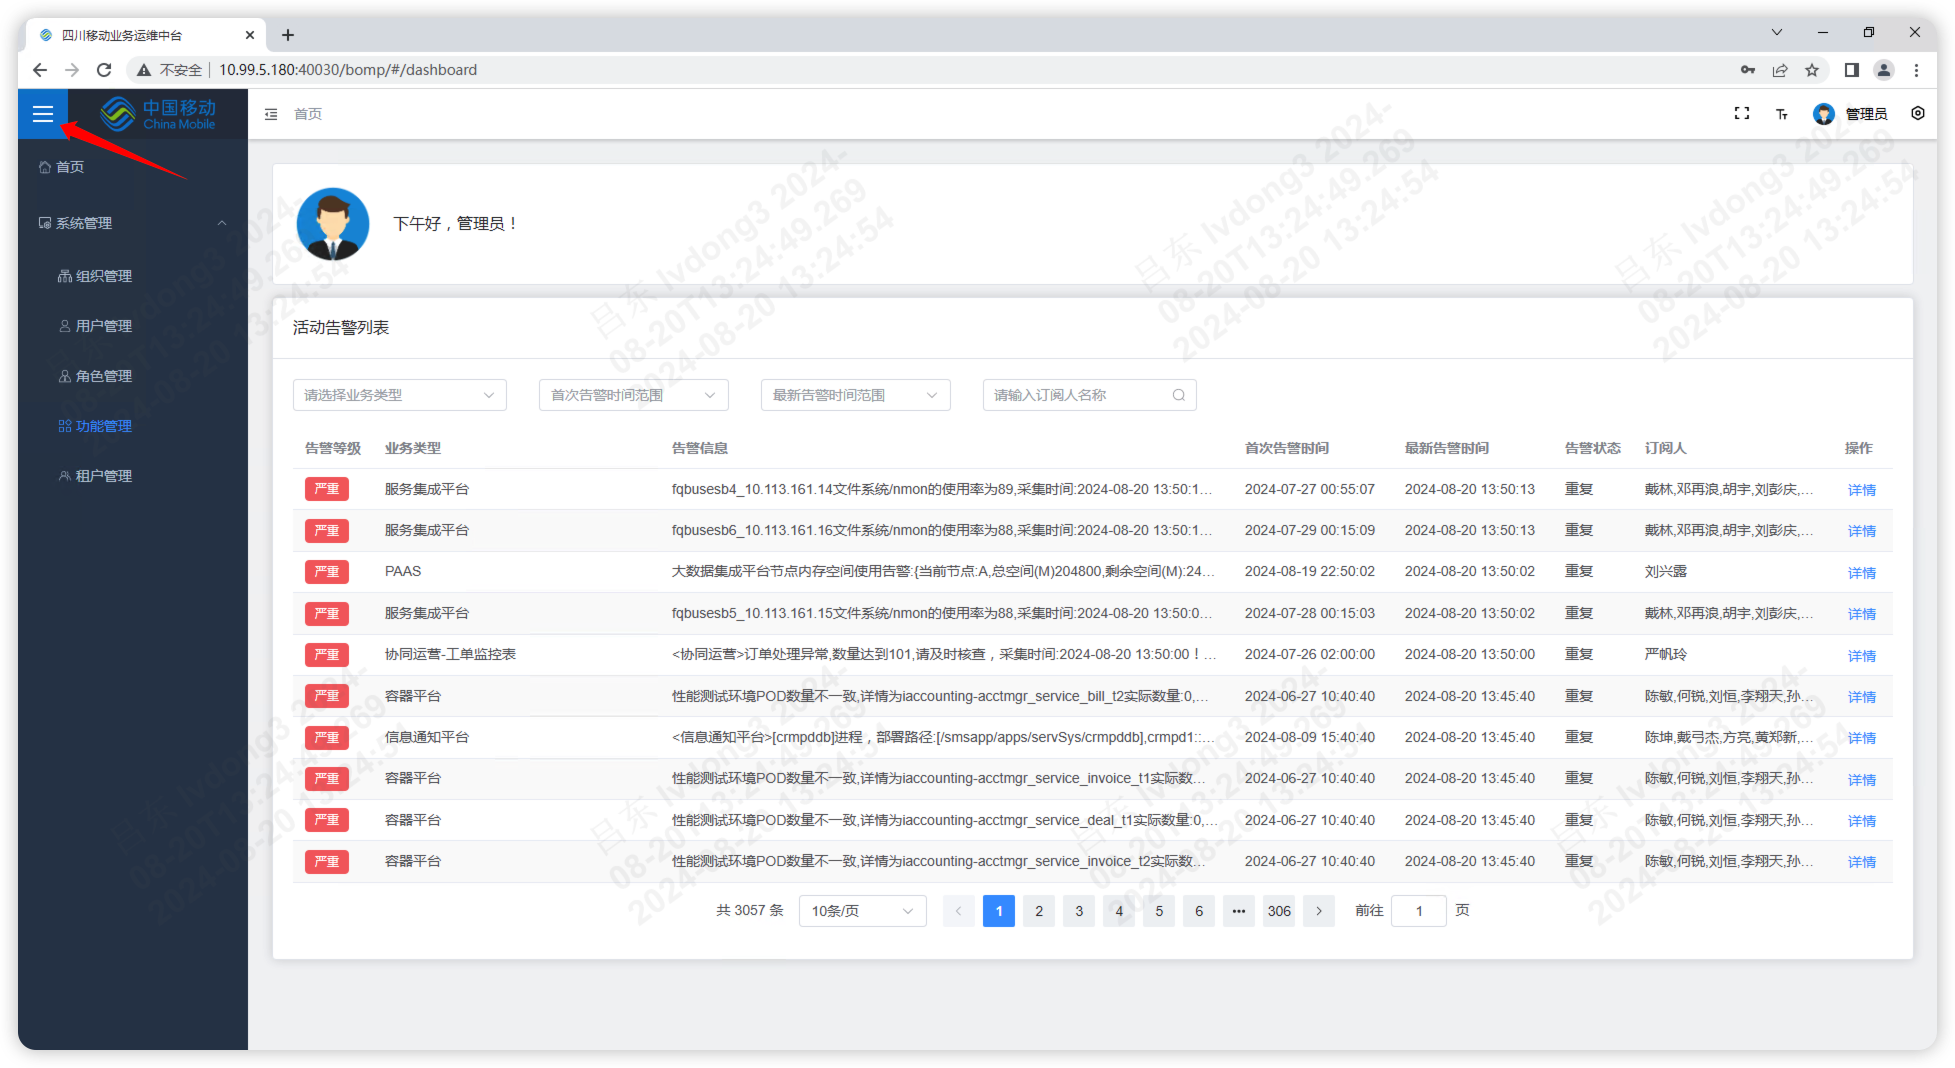 四川移动业务运维中台
不安全 10.99.5.180:40030/bomp/#/dashboard
中国移动
China Mobile
首页
管理员
首页
系统管理
组织管理
用户管理
角色管理
功能管理
租户管理
下午好，管理员！
活动告警列表
请选择业务类型 首次告警时间范围 最新告警时间范围 请输入订阅人名称
告警等级 业务类型 告警信息 首次告警时间 最新告警时间 告警状态 订阅人 操作
严重 服务集成平台 fqbusesb4_10.113.161.14文件系统/nmon的使用率为89,采集时间:2024-08-20 13:50:1... 2024-07-27 00:55:07 2024-08-20 13:50:13 重复 戴林,邓再浪,胡宇,刘彭庆,... 详情
严重 服务集成平台 fqbusesb6_10.113.161.16文件系统/nmon的使用率为88,采集时间:2024-08-20 13:50:1... 2024-07-29 00:15:09 2024-08-20 13:50:13 重复 戴林,邓再浪,胡宇,刘彭庆,... 详情
严重 PAAS 大数据集成平台节点内存空间使用告警:{当前节点:A,总空间(M)204800,剩余空间(M):24... 2024-08-19 22:50:02 2024-08-20 13:50:02 重复 刘兴露 详情
严重 服务集成平台 fqbusesb5_10.113.161.15文件系统/nmon的使用率为88,采集时间:2024-08-20 13:50:0... 2024-07-28 00:15:03 2024-08-20 13:50:02 重复 戴林,邓再浪,胡宇,刘彭庆,... 详情
严重 协同运营-工单监控表 <协同运营>订单处理异常,数量达到101,请及时核查，采集时间:2024-08-20 13:50:00！... 2024-07-26 02:00:00 2024-08-20 13:50:00 重复 严帆玲 详情
严重 容器平台 性能测试环境POD数量不一致,详情为iaccounting-acctmgr_service_bill_t2实际数量:0,... 2024-06-27 10:40:40 2024-08-20 13:45:40 重复 陈敏,何锐,刘恒,李翔天,孙... 详情
严重 信息通知平台 <信息通知平台>[crmpddb]进程，部署路径:[/smsapp/apps/servSys/crmpddb],crmpd1::... 2024-08-09 15:40:40 2024-08-20 13:45:40 重复 陈坤,戴弓杰,方亮,黄郑新,... 详情
严重 容器平台 性能测试环境POD数量不一致,详情为iaccounting-acctmgr_service_invoice_t1实际数... 2024-06-27 10:40:40 2024-08-20 13:45:40 重复 陈敏,何锐,刘恒,李翔天,孙... 详情
严重 容器平台 性能测试环境POD数量不一致,详情为iaccounting-acctmgr_service_deal_t1实际数量:0,... 2024-06-27 10:40:40 2024-08-20 13:45:40 重复 陈敏,何锐,刘恒,李翔天,孙... 详情
严重 容器平台 性能测试环境POD数量不一致,详情为iaccounting-acctmgr_service_invoice_t2实际数... 2024-06-27 10:40:40 2024-08-20 13:45:40 重复 陈敏,何锐,刘恒,李翔天,孙... 详情
共 3057 条 10条/页 1 2 3 4 5 6 ••• 306 前往 1 页
吕东 lvdong3 2024-
08-20T13:24:49.269
2024-08-20 13:24:54